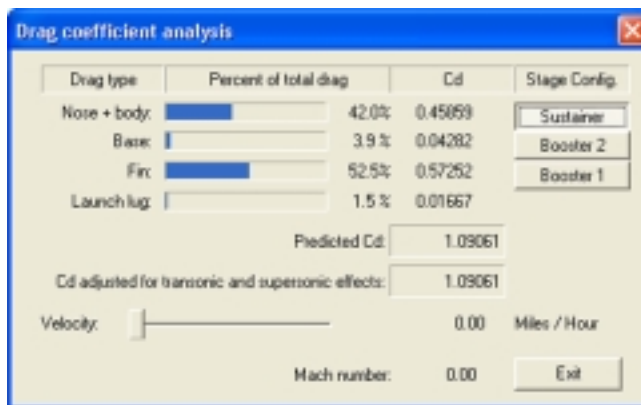 Drag coefficient analysis
Drag type Percent of total drag Cd Stage Config.
Nose + body: 42.0% 0.45859 Sustainer
Base: 3.9 % 0.04282 Booster 2
Fin: 52.5% 0.57252 Booster 1
Launch lug: 1.5 % 0.01667
Predicted Cd: 1.09061
Cd adjusted for transonic and supersonic effects: 1.09061
Velocity: 0.00 Miles / Hour
Mach number: 0.00 Exit